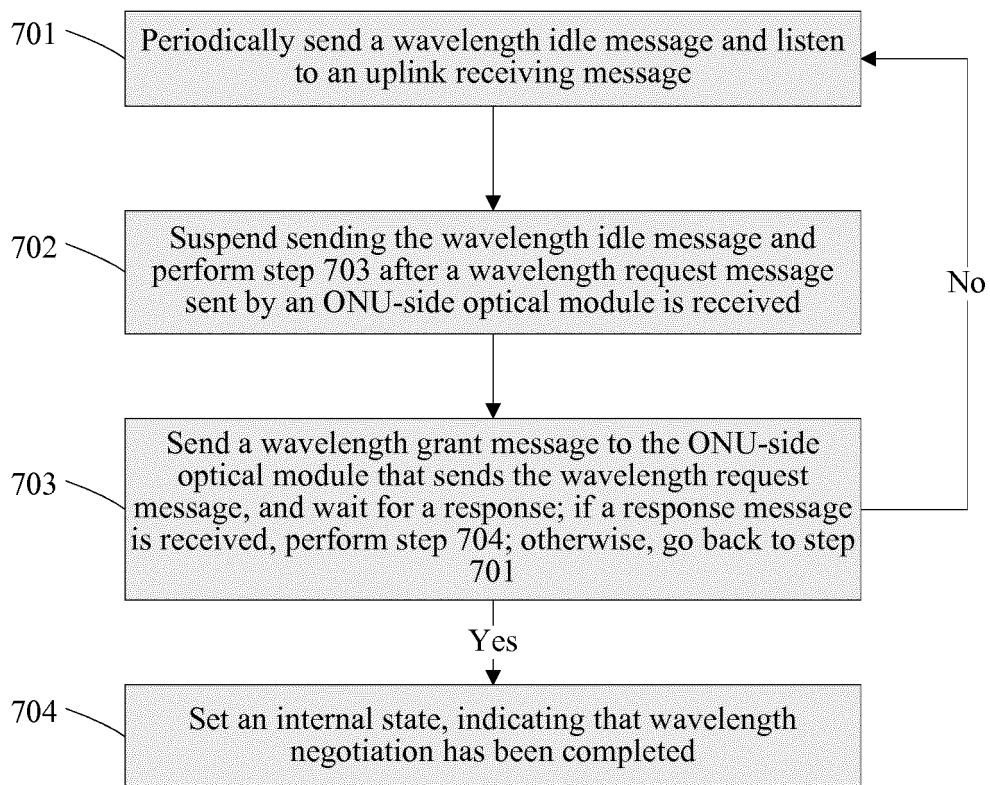 701
Periodically send a wavelength idle message and listen
to an uplink receiving message
702
Suspend sending the wavelength idle message and
perform step 703 after a wavelength request message
sent by an ONU-side optical module is received
No
703
Send a wavelength grant message to the ONU-side
optical module that sends the wavelength request
message, and wait for a response; if a response message
is received, perform step 704; otherwise, go back to step
701
Yes
704
Set an internal state, indicating that wavelength
negotiation has been completed